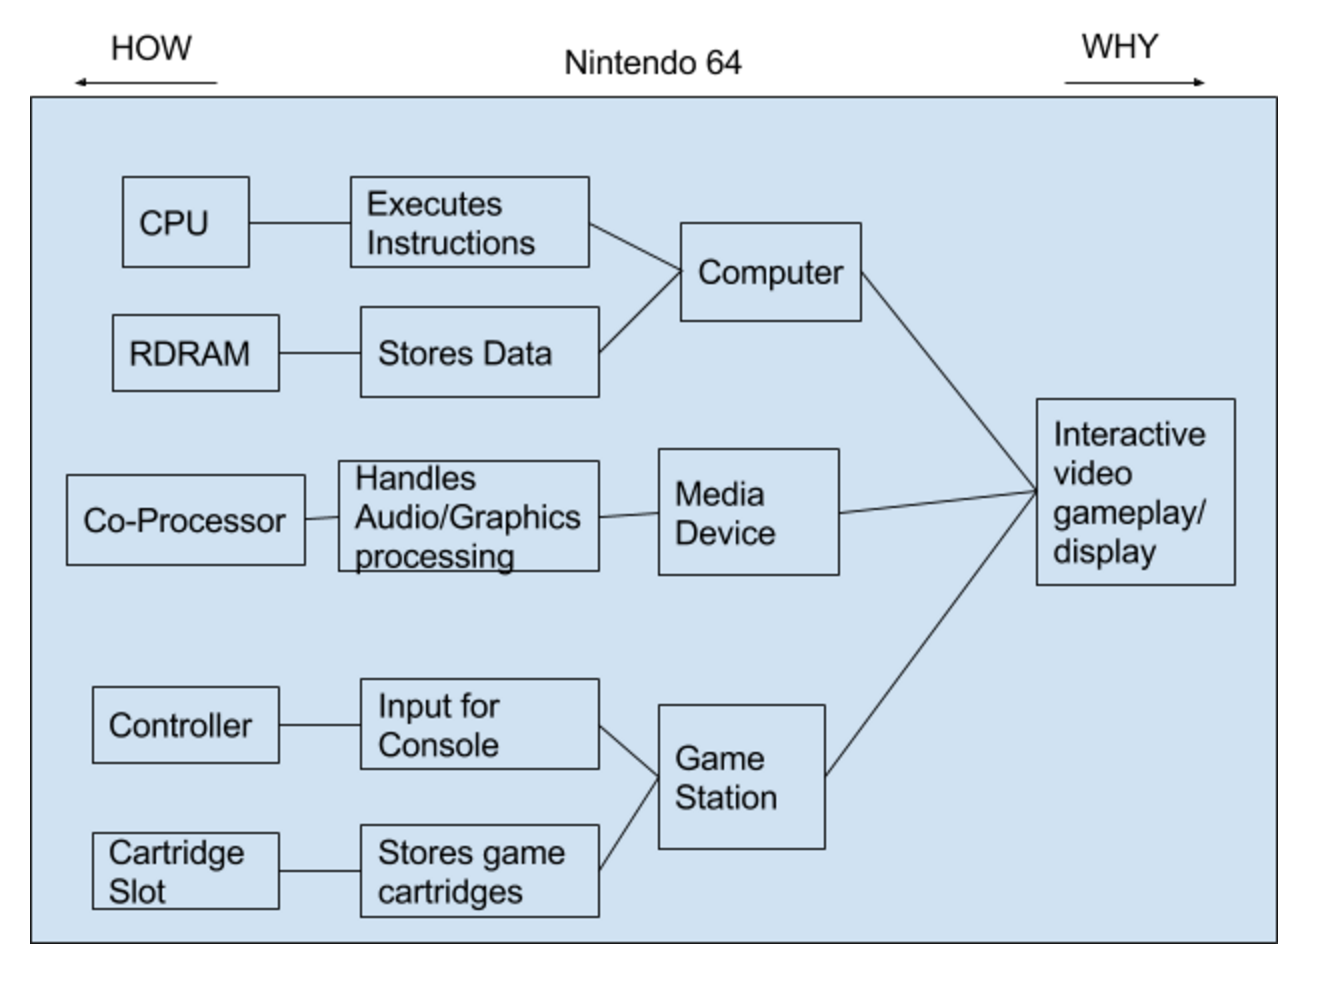 HOW
Nintendo 64
WHY
CPU
Executes
Instructions
Computer
RDRAM
Stores Data
Co-Processor
Handles
Audio/Graphics
processing
Media
Device
Interactive
video
gameplay/
display
Controller
Input for
Console
Game
Station
Cartridge
Slot
Stores game
cartridges